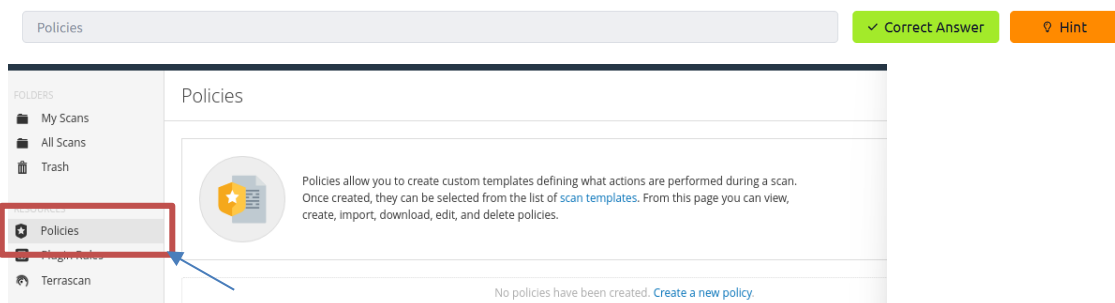 Policies
✓ Correct Answer
Hint
FOLDERS
My Scans
All Scans
Trash
RESOURCES
Policies
Plugin Rules
Terrascan
Policies
Policies allow you to create custom templates defining what actions are performed during a scan.
Once created, they can be selected from the list of scan templates. From this page you can view,
create, import, download, edit, and delete policies.
No policies have been created. Create a new policy.